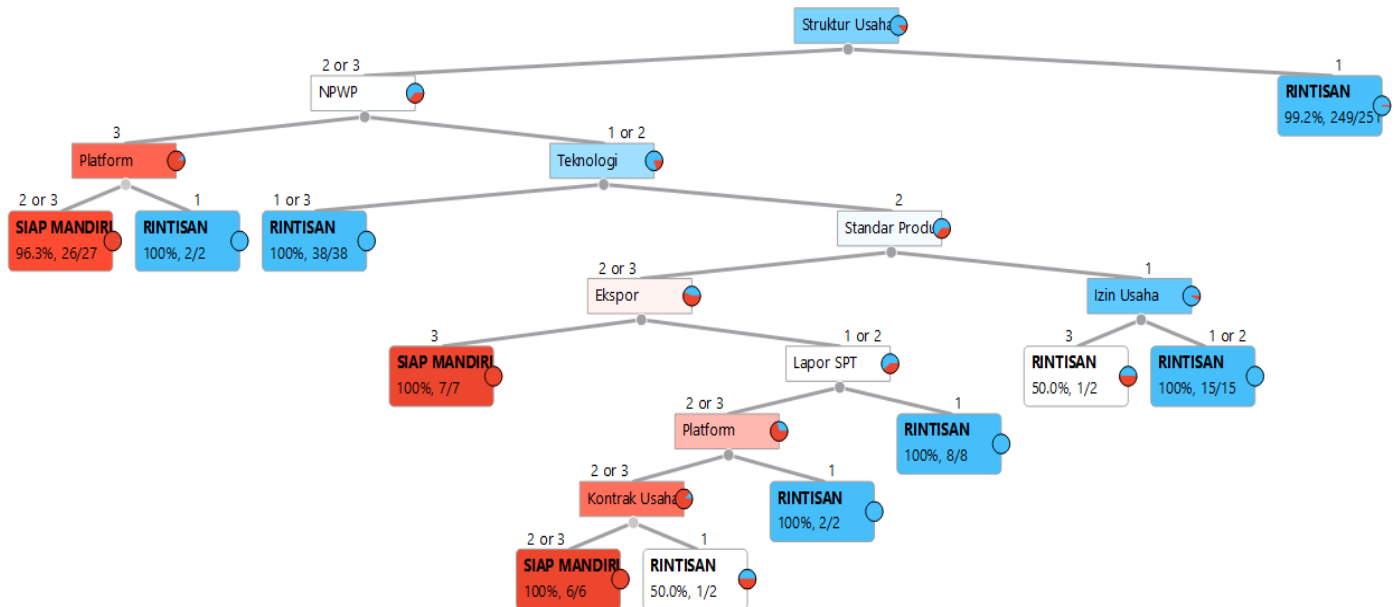 Struktur Usaha
2 or 3
1
NPWP
RINTISAN
99.2%, 249/251
3
1 or 2
Platform
Teknologi
2 or 3
1
1 or 3
2
SIAP MANDIRI
96.3%, 26/27
RINTISAN
100%, 2/2
RINTISAN
100%, 38/38
Standar Produ
2 or 3
1
Ekspor
Izin Usaha
3
1 or 2
3
1 or 2
SIAP MANDIRI
100%, 7/7
Lapor SPT
RINTISAN
50.0%, 1/2
RINTISAN
100%, 15/15
2 or 3
1
Platform
RINTISAN
100%, 8/8
2 or 3
1
Kontrak Usaha
RINTISAN
100%, 2/2
2 or 3
1
SIAP MANDIRI
100%, 6/6
RINTISAN
50.0%, 1/2